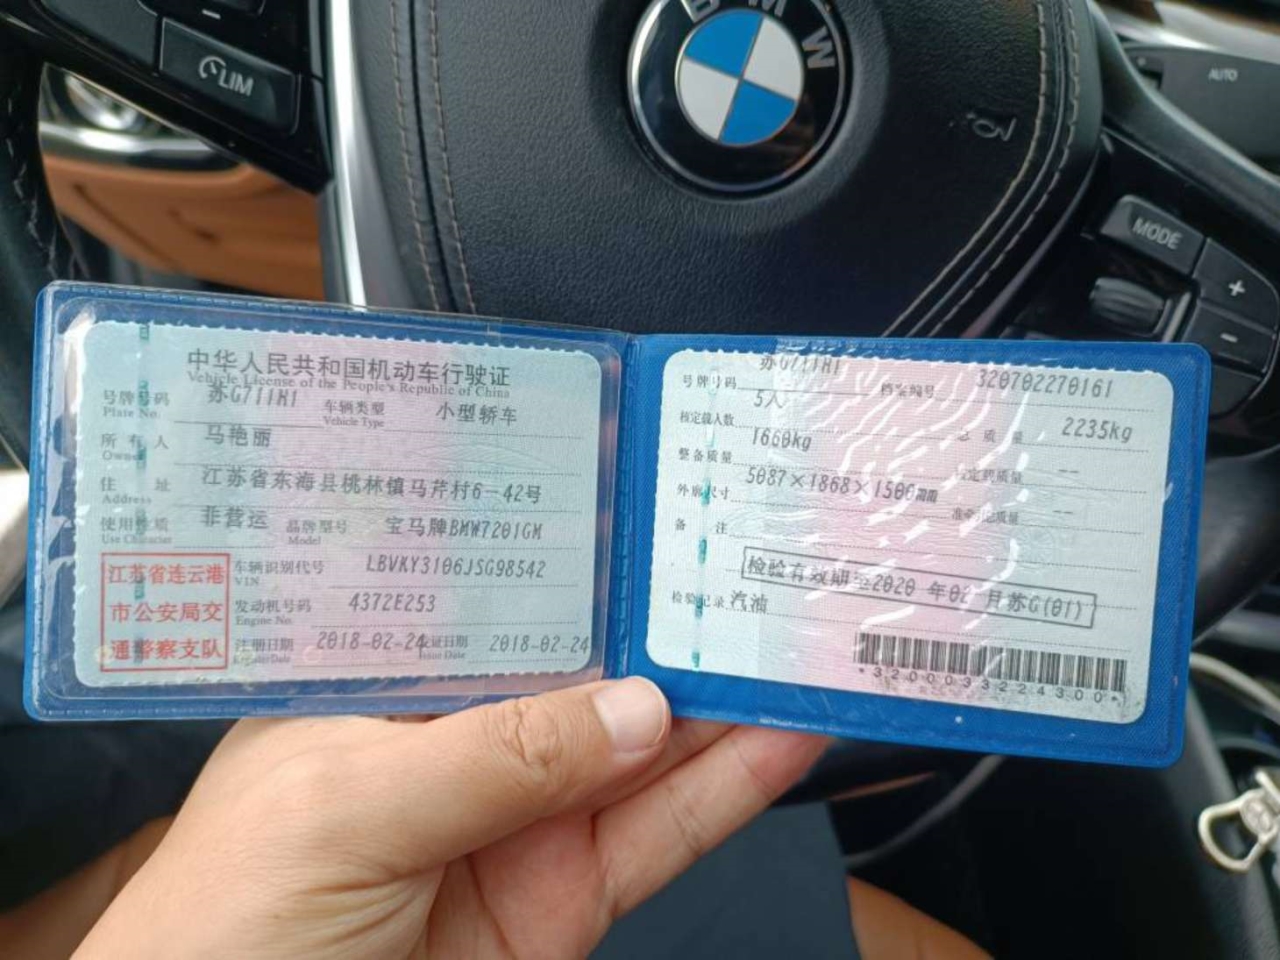 LIM
BMW
AUTO
MODE
+
-
中华人民共和国机动车行驶证
Vehicle License of the People's Republic of China
号牌号码 苏G711H1 车辆类型 小型轿车
Plate No. Vehicle Type
所有人 马艳丽
Owner
住址 江苏省东海县桃林镇马芹村6-42号
Address
使用性质 非营运 品牌型号 宝马牌BMW7201GM
Use Character Model
江苏省连云港
市公安局交
通警察支队
车辆识别代号 LBVKY3106JSG98542
VIN
发动机号码 4372E253
Engine No.
注册日期 2018-02-24 发证日期 2018-02-24
Register Date Issue Date
号牌号码 苏G711H1 档案编号 320702270161
核定载人数 5人 总质量 2235kg
整备质量 1660kg 核定载质量 --
外廓尺寸 5087×1868×1500mm 准牵引总质量 --
备注
检验有效期至2020年02月苏G(01)
检验记录 汽油
*3200033224300*